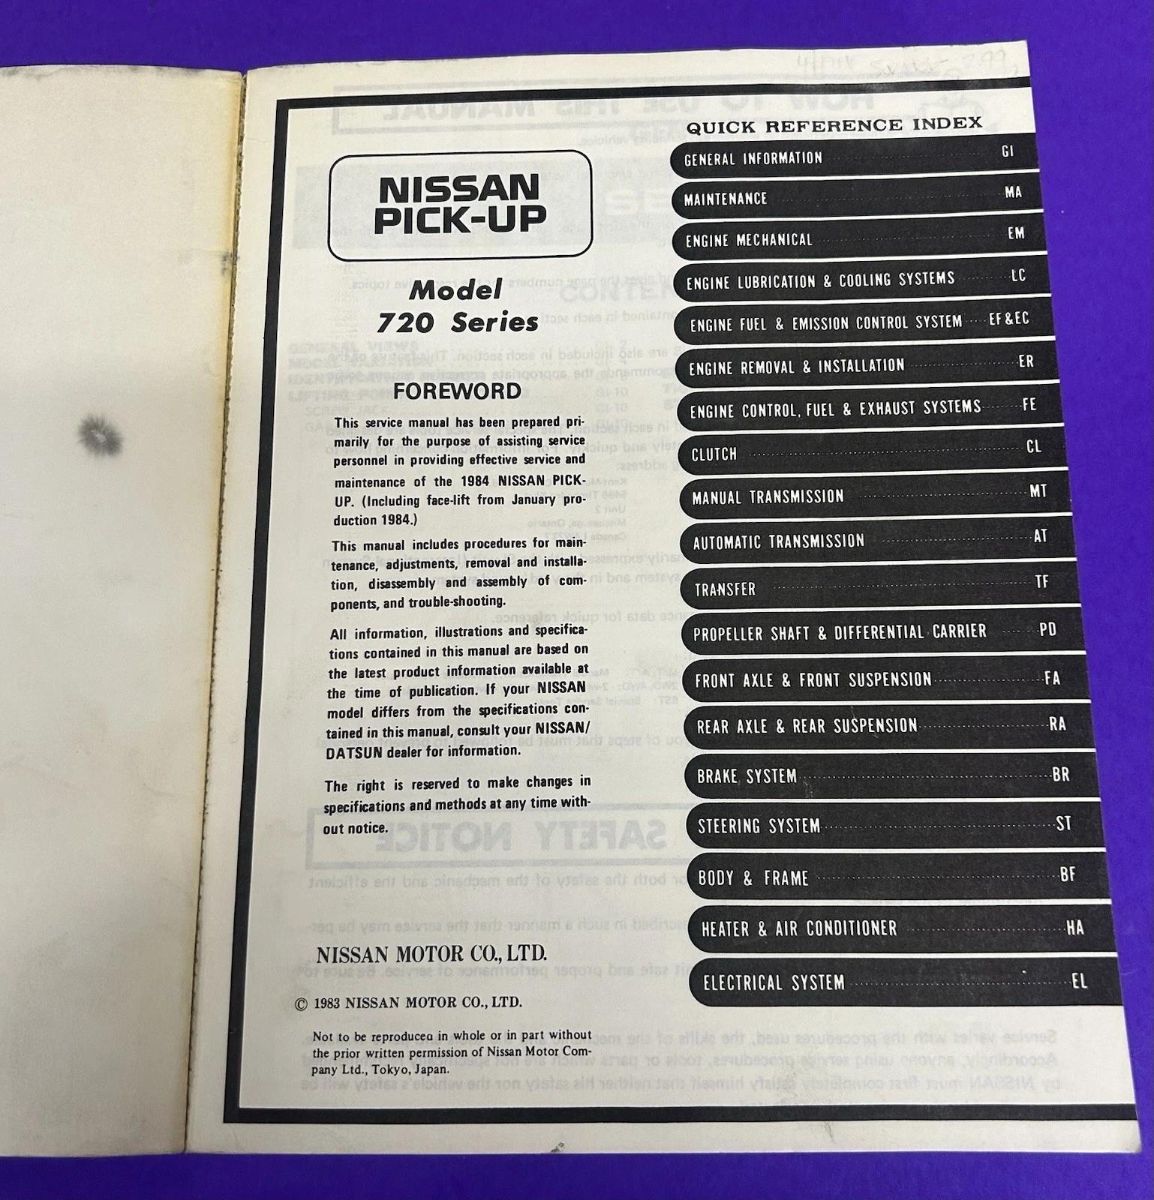 NISSAN
PICK-UP
Model
720 Series
FOREWORD
This service manual has been prepared pri-
marily for the purpose of assisting service
personnel in providing effective service and
maintenance of the 1984 NISSAN PICK-
UP. (Including face-lift from January pro-
duction 1984.)
This manual includes procedures for main-
tenance, adjustments, removal and installa-
tion, disassembly and assembly of com-
ponents, and trouble-shooting.
All information, illustrations and specifica-
tions contained in this manual are based on
the latest product information available at
the time of publication. If your NISSAN
model differs from the specifications con-
tained in this manual, consult your NISSAN/
DATSUN dealer for information.
The right is reserved to make changes in
specifications and methods at any time with-
out notice.
NISSAN MOTOR CO., LTD.
© 1983 NISSAN MOTOR CO., LTD.
Not to be reproduced in whole or in part without
the prior written permission of Nissan Motor Com-
pany Ltd., Tokyo, Japan.
QUICK REFERENCE INDEX
GENERAL INFORMATION GI
MAINTENANCE MA
ENGINE MECHANICAL EM
ENGINE LUBRICATION & COOLING SYSTEMS LC
ENGINE FUEL & EMISSION CONTROL SYSTEM EF&EC
ENGINE REMOVAL & INSTALLATION ER
ENGINE CONTROL, FUEL & EXHAUST SYSTEMS FE
CLUTCH CL
MANUAL TRANSMISSION MT
AUTOMATIC TRANSMISSION AT
TRANSFER TF
PROPELLER SHAFT & DIFFERENTIAL CARRIER PD
FRONT AXLE & FRONT SUSPENSION FA
REAR AXLE & REAR SUSPENSION RA
BRAKE SYSTEM BR
STEERING SYSTEM ST
BODY & FRAME BF
HEATER & AIR CONDITIONER HA
ELECTRICAL SYSTEM EL